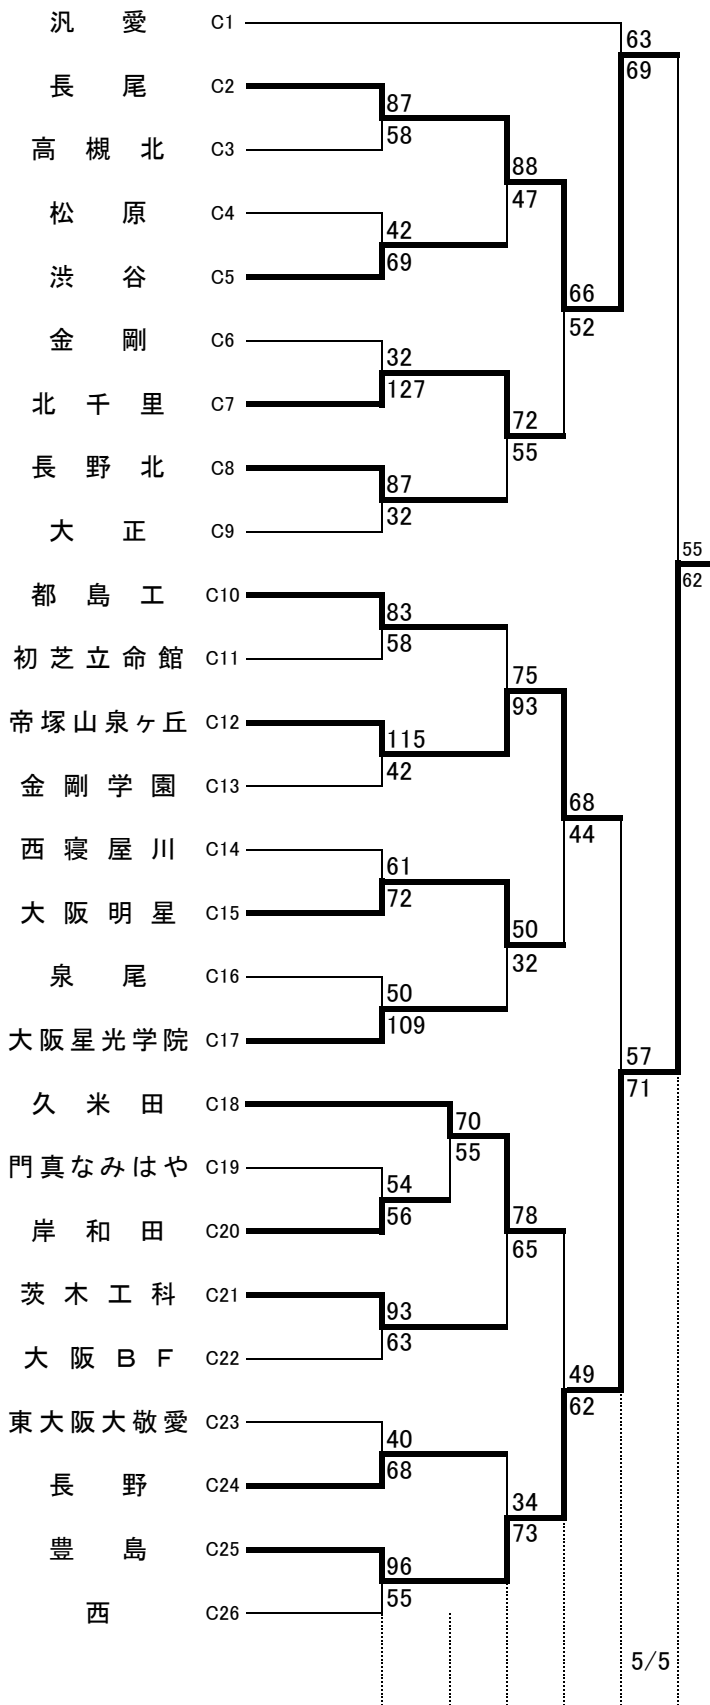 汎愛 C1
63
69
長尾 C2
87
58
高槻北 C3
88
47
松原 C4
42
69
渋谷 C5
66
52
金剛 C6
32
127
北千里 C7
72
55
長野北 C8
87
32
大正 C9
55
62
都島工 C10
83
58
初芝立命館 C11
75
93
帝塚山泉ヶ丘 C12
115
42
金剛学園 C13
68
44
西寝屋川 C14
61
72
大阪明星 C15
50
32
泉尾 C16
50
109
大阪星光学院 C17
57
71
久米田 C18
70
55
門真なみはや C19
54
56
岸和田 C20
78
65
茨木工科 C21
93
63
大阪BF C22
49
62
東大阪大敬愛 C23
40
68
長野 C24
34
73
豊島 C25
96
55
西 C26
5/5